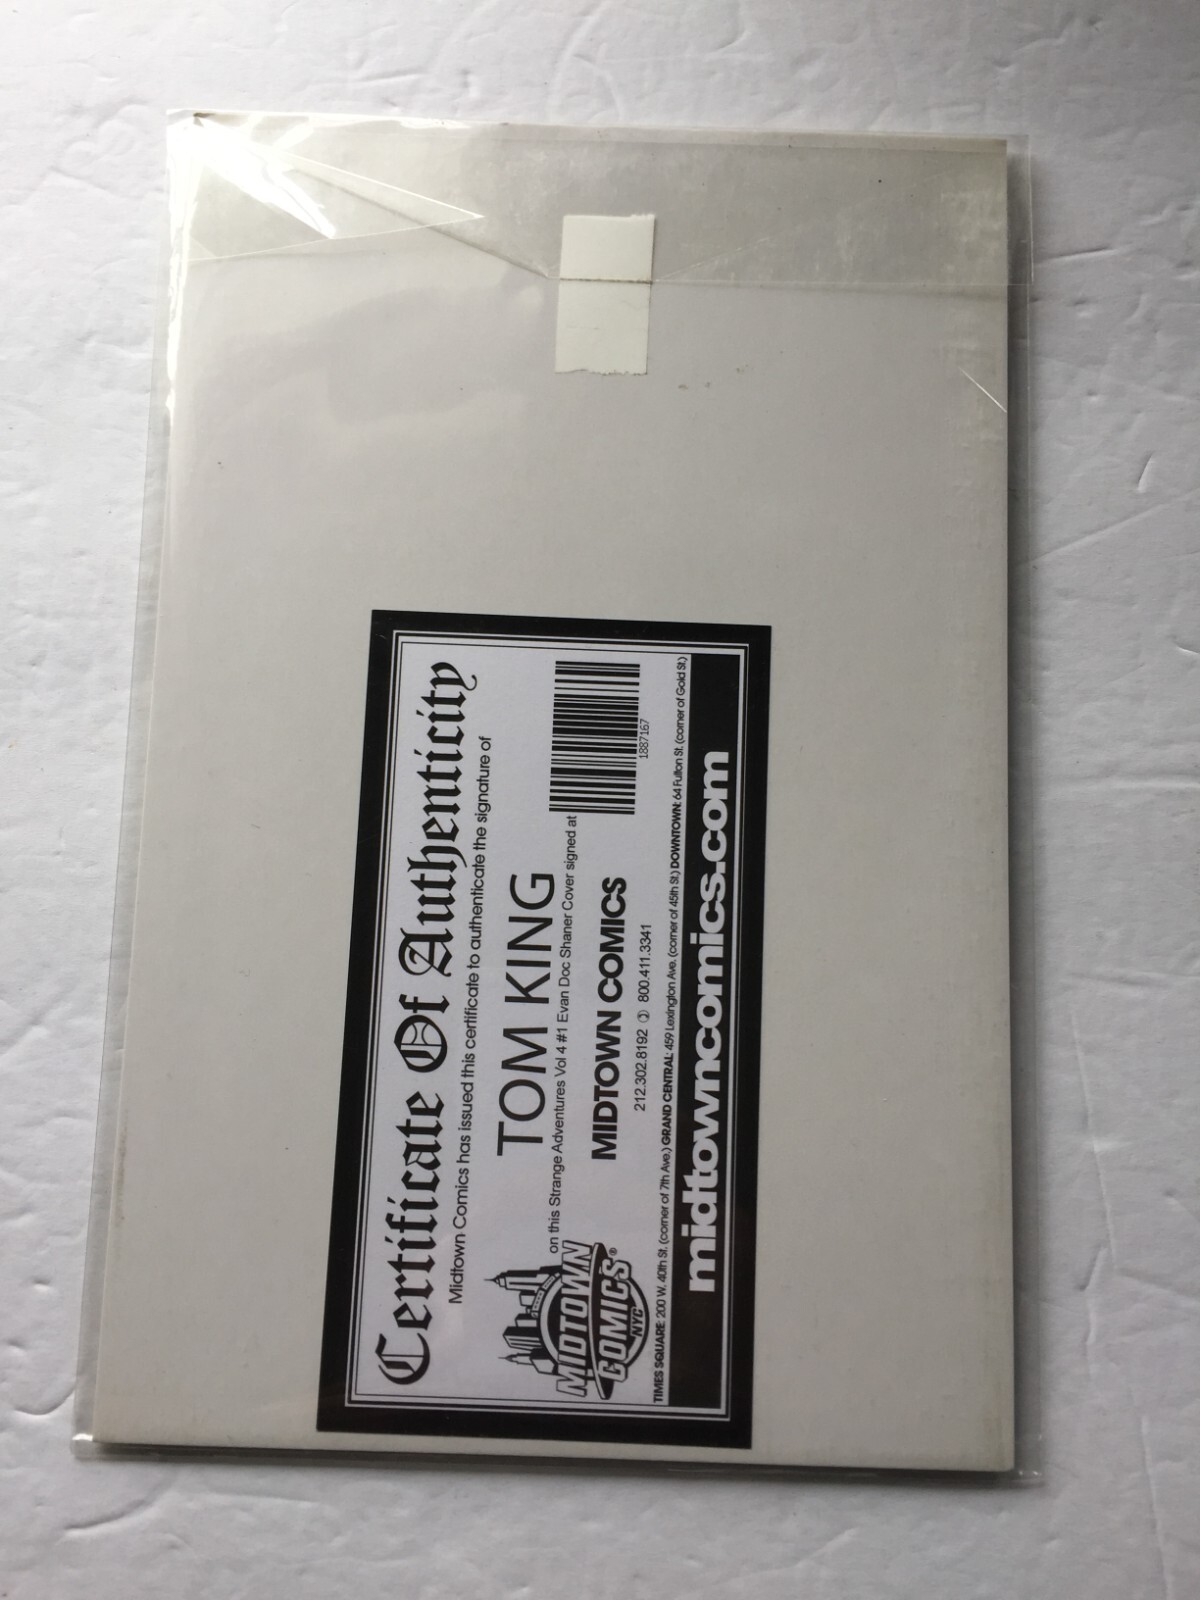 Certificate Of Authenticity
Midtown Comics has issued this certificate to authenticate the signature of
TOM KING
on this Strange Adventures Vol 4 #1 Evan Doc Shaner Cover signed at
MIDTOWN COMICS
212.302.8192 800.411.3341
1887167
MIDTOWN
COMICS®
NYC
TIMES SQUARE: 200 W. 40th St. (corner of 7th Ave.) GRAND CENTRAL: 459 Lexington Ave. (corner of 45th St.) DOWNTOWN: 64 Fulton St. (corner of Gold St.)
midtowncomics.com